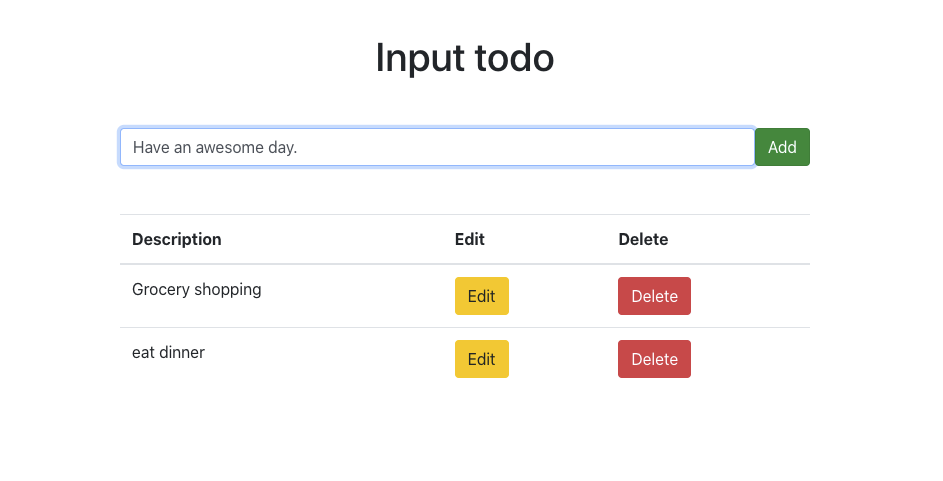 Input todo
Have an awesome day. Add
Description Edit Delete
Grocery shopping Edit Delete
eat dinner Edit Delete